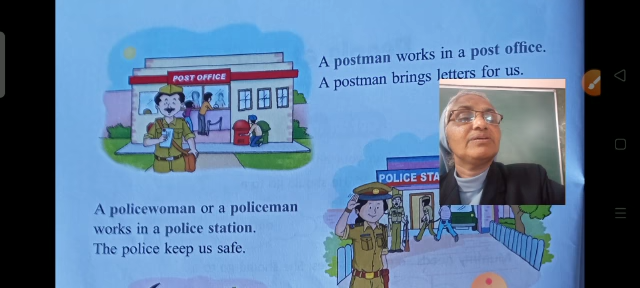 POST OFFICE
A postman works in a post office.
A postman brings letters for us.
POLICE STA
A policewoman or a policeman
works in a police station.
The police keep us safe.